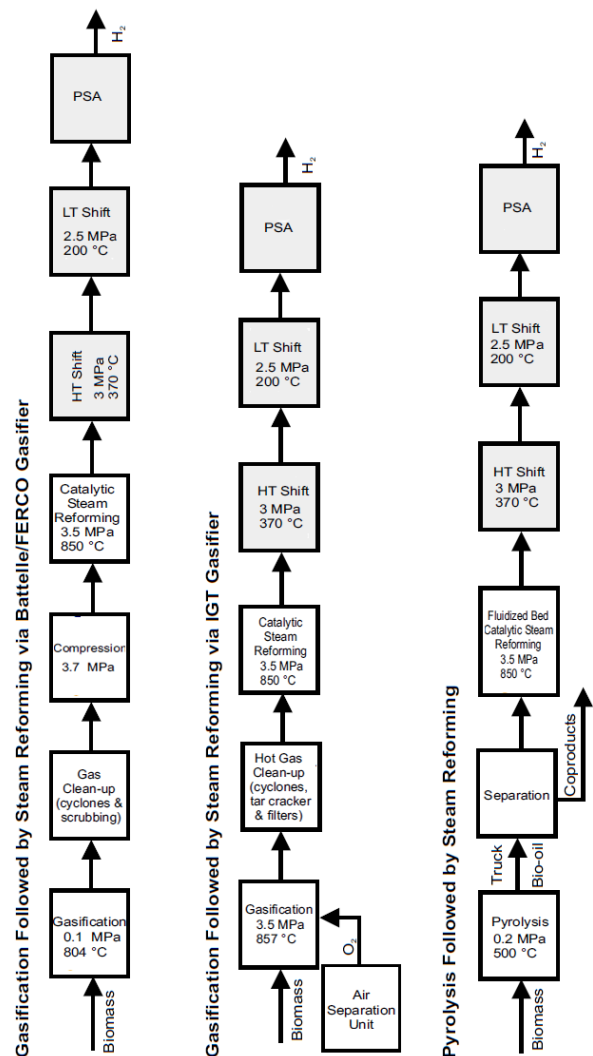 Gasification Followed by Steam Reforming via Battelle/FERCO Gasifier
H2
PSA
LT Shift
2.5 MPa
200 °C
HT Shift
3 MPa
370 °C
Catalytic
Steam
Reforming
3.5 MPa
850 °C
Compression
3.7 MPa
Gas
Clean-up
(cyclones &
scrubbing)
Gasification
0.1 MPa
804 °C
Biomass
Gasification Followed by Steam Reforming via IGT Gasifier
H2
PSA
LT Shift
2.5 MPa
200 °C
HT Shift
3 MPa
370 °C
Catalytic
Steam
Reforming
3.5 MPa
850 °C
Hot Gas
Clean-up
(cyclones,
tar cracker
& filters)
Gasification
3.5 MPa
857 °C
O2
Biomass
Air
Separation
Unit
Pyrolysis Followed by Steam Reforming
H2
PSA
LT Shift
2.5 MPa
200 °C
HT Shift
3 MPa
370 °C
Fluidized Bed
Catalytic Steam
Reforming
3.5 MPa
850 °C
Coproducts
Separation
Truck
Bio-oil
Pyrolysis
0.2 MPa
500 °C
Biomass